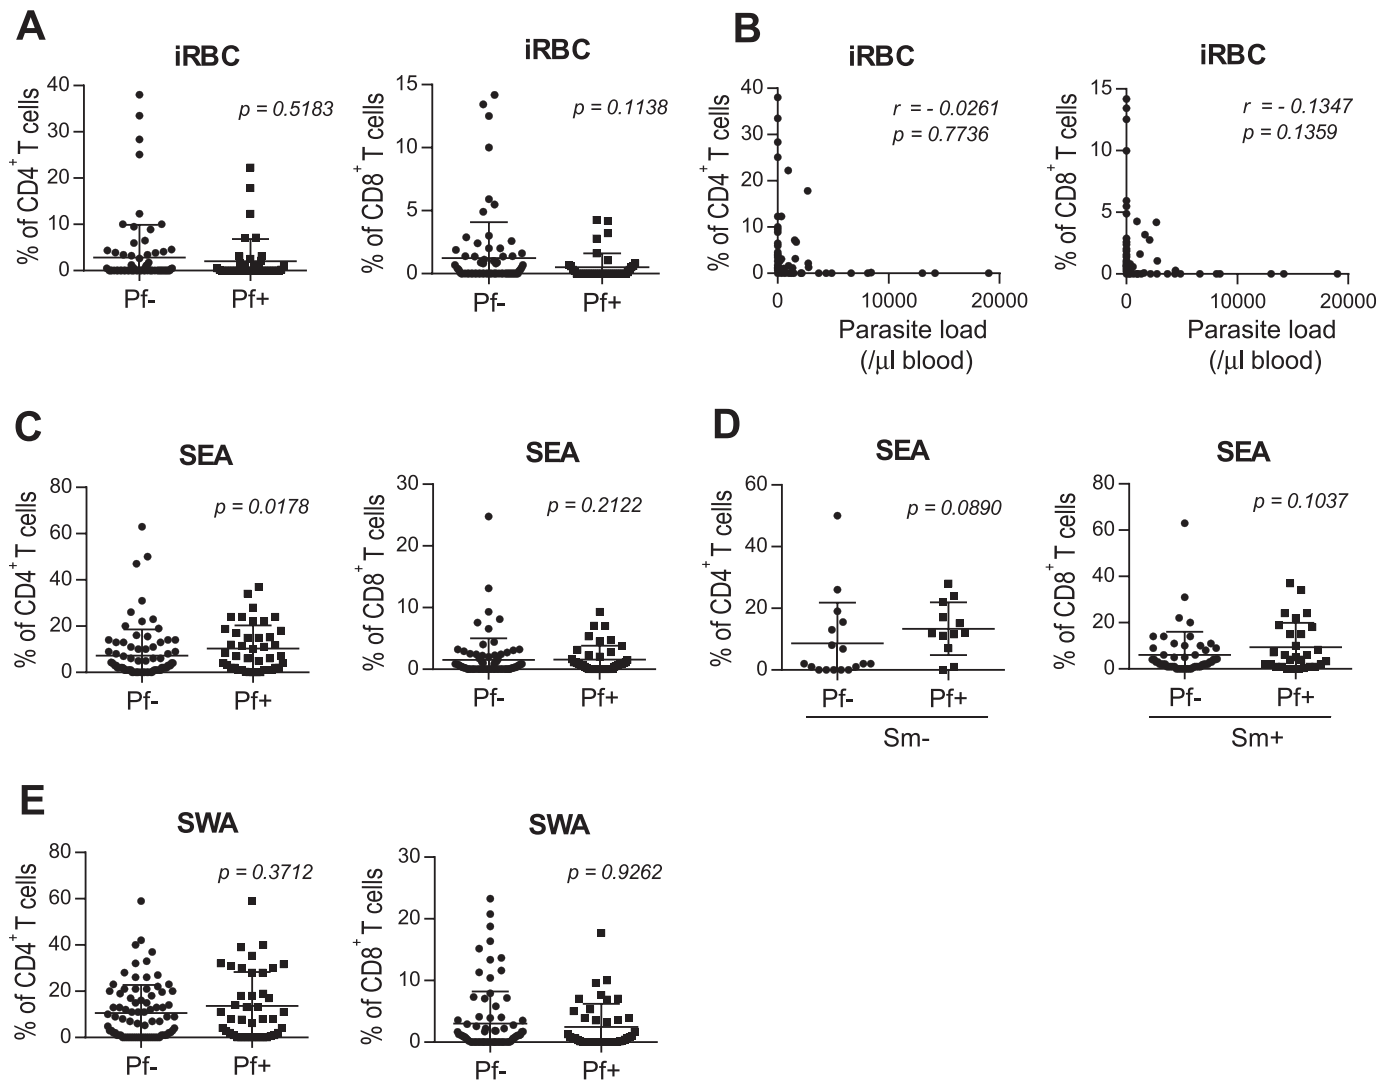 A
iRBC
p = 0.5183
% of CD4+ T cells
40
30
20
10
0
Pf-
Pf+
iRBC
p = 0.1138
% of CD8+ T cells
15
10
5
0
Pf-
Pf+
B
iRBC
r = - 0.0261
p = 0.7736
% of CD4+ T cells
40
30
20
10
0
0
10000
20000
Parasite load
(/μl blood)
iRBC
r = - 0.1347
p = 0.1359
% of CD8+ T cells
15
10
5
0
0
10000
20000
Parasite load
(/μl blood)
C
SEA
p = 0.0178
% of CD4+ T cells
80
60
40
20
0
Pf-
Pf+
SEA
p = 0.2122
% of CD8+ T cells
30
20
10
0
Pf-
Pf+
D
SEA
p = 0.0890
% of CD4+ T cells
60
40
20
0
Pf-
Pf+
Sm-
SEA
p = 0.1037
% of CD8+ T cells
80
60
40
20
0
Pf-
Pf+
Sm+
E
SWA
p = 0.3712
% of CD4+ T cells
80
60
40
20
0
Pf-
Pf+
SWA
p = 0.9262
% of CD8+ T cells
30
20
10
0
Pf-
Pf+